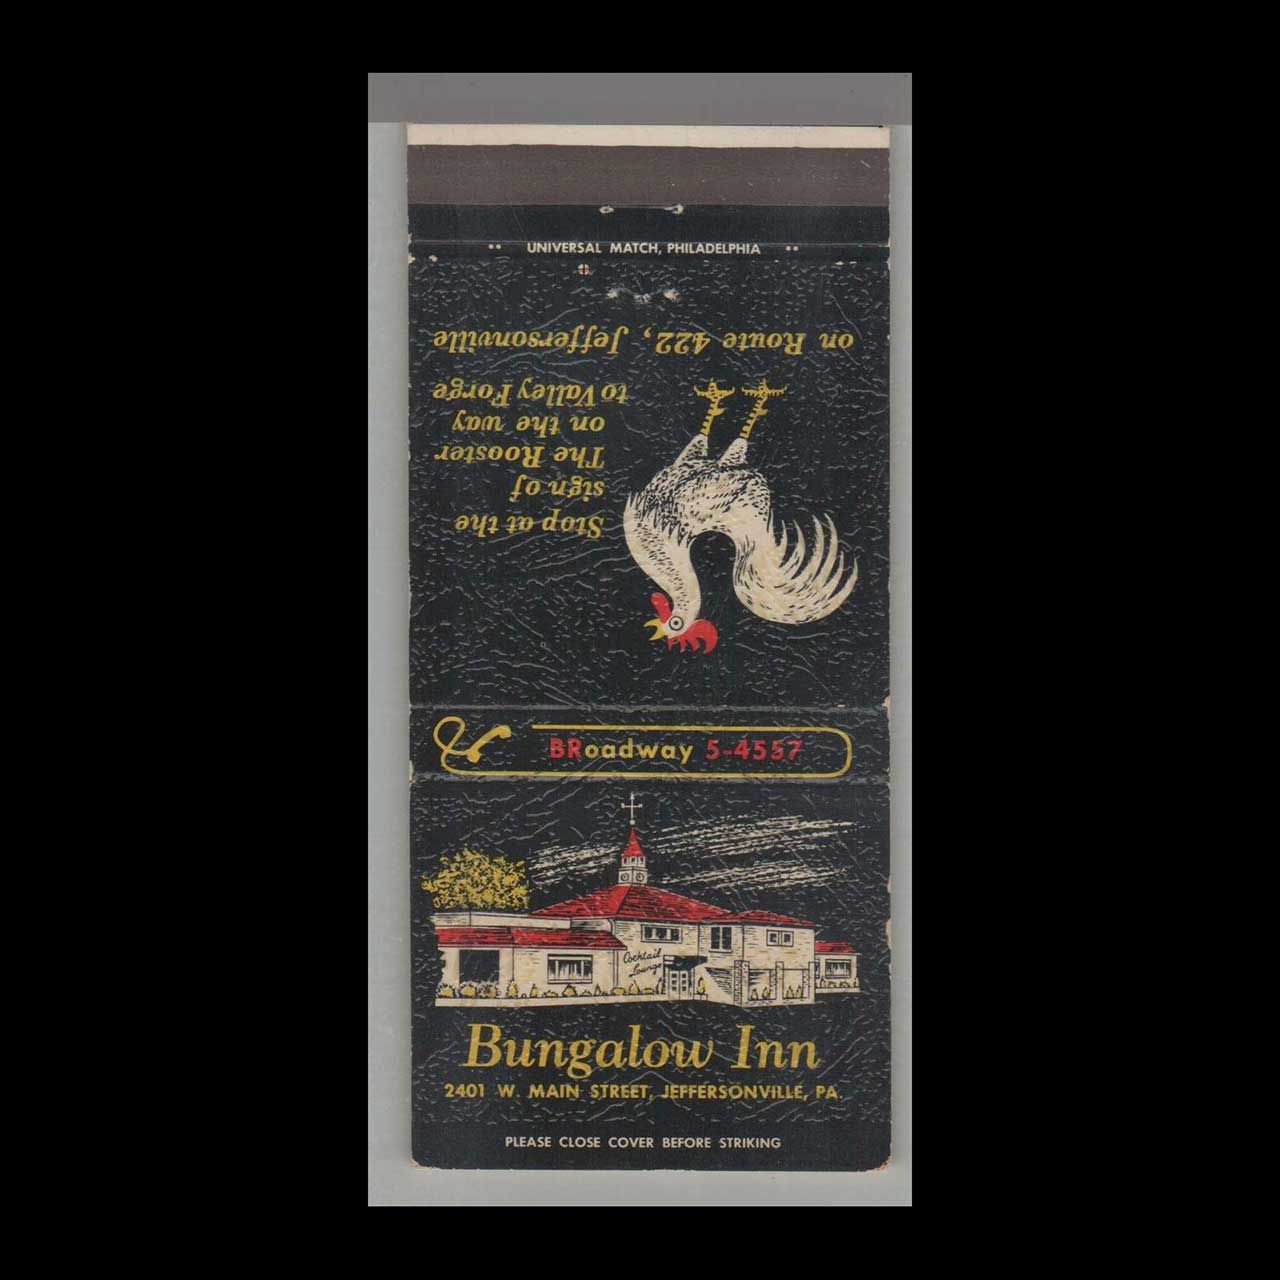 UNIVERSAL MATCH, PHILADELPHIA
Stop at the
sign of
The Rooster
on the way
to Valley Forge
on Route 422, Jeffersonville
BRoadway 5-4557
Cocktail
Lounge
Bungalow Inn
2401 W. MAIN STREET, JEFFERSONVILLE, PA.
PLEASE CLOSE COVER BEFORE STRIKING